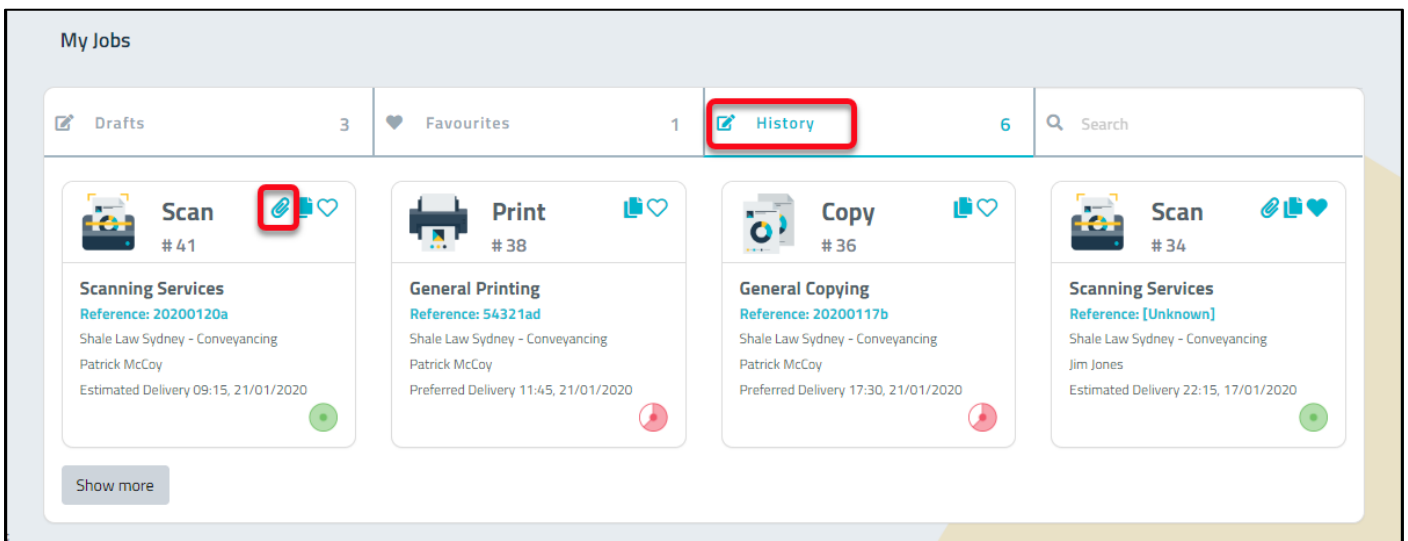 My Jobs
Drafts 3 Favourites 1 History 6 Search
Scan
#41
Scanning Services
Reference: 20200120a
Shale Law Sydney - Conveyancing
Patrick McCoy
Estimated Delivery 09:15, 21/01/2020
Print
#38
General Printing
Reference: 54321ad
Shale Law Sydney - Conveyancing
Patrick McCoy
Preferred Delivery 11:45, 21/01/2020
Copy
#36
General Copying
Reference: 20200117b
Shale Law Sydney - Conveyancing
Patrick McCoy
Preferred Delivery 17:30, 21/01/2020
Scan
#34
Scanning Services
Reference: [Unknown]
Shale Law Sydney - Conveyancing
Jim Jones
Estimated Delivery 22:15, 17/01/2020
Show more